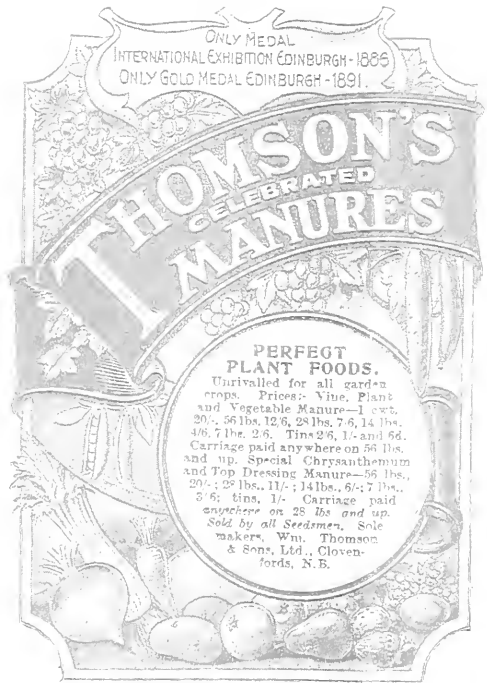 ONLY MEDAL
INTERNATIONAL EXHIBITION EDINBURGH - 1886
ONLY GOLD MEDAL EDINBURGH - 1891.
THOMSON'S
CELEBRATED
MANURES
PERFECT
PLANT FOODS.
Unrivalled for all garden
crops. Prices:- Vine, Plant
and Vegetable Manure—1 cwt.
20/-, 56 lbs. 12/6, 28 lbs. 7/6, 14 lbs.
4/6, 7 lbs. 2/6. Tins 2/6, 1/- and 6d.
Carriage paid anywhere on 56 lbs.
and up. Special Chrysanthemum
and Top Dressing Manure—56 lbs.,
20/-; 28 lbs., 11/-; 14 lbs., 6/-; 7 lbs.,
3/6; tins, 1/- Carriage paid
anywhere on 28 lbs and up.
Sold by all Seedsmen. Sole
makers, Wm. Thomson
& Sons, Ltd., Cloven-
fords, N.B.